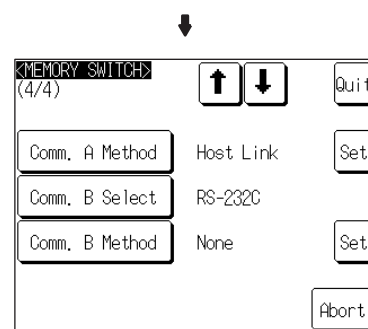 <MEMORY SWITCH>
(4/4) Quit
Comm. A Method Host Link Set
Comm. B Select RS-232C
Comm. B Method None Set
Abort